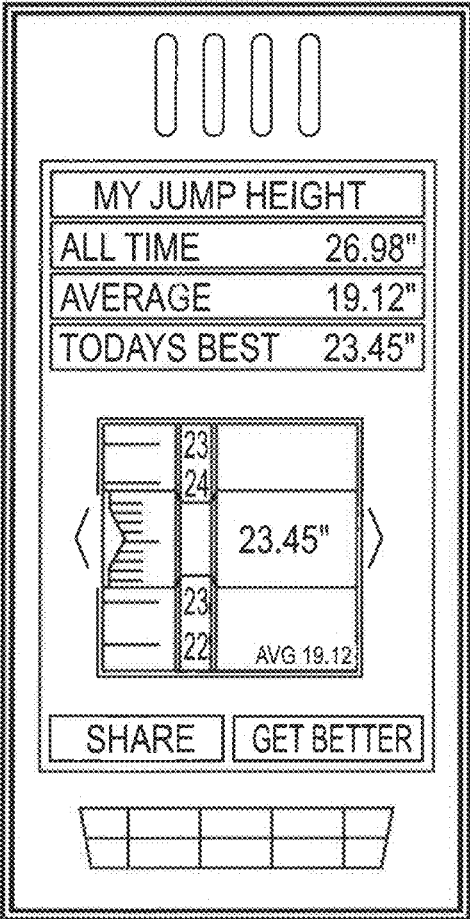 MY JUMP HEIGHT
ALL TIME 26.98"
AVERAGE 19.12"
TODAYS BEST 23.45"
23
24
23.45"
23
22
AVG 19.12
SHARE GET BETTER